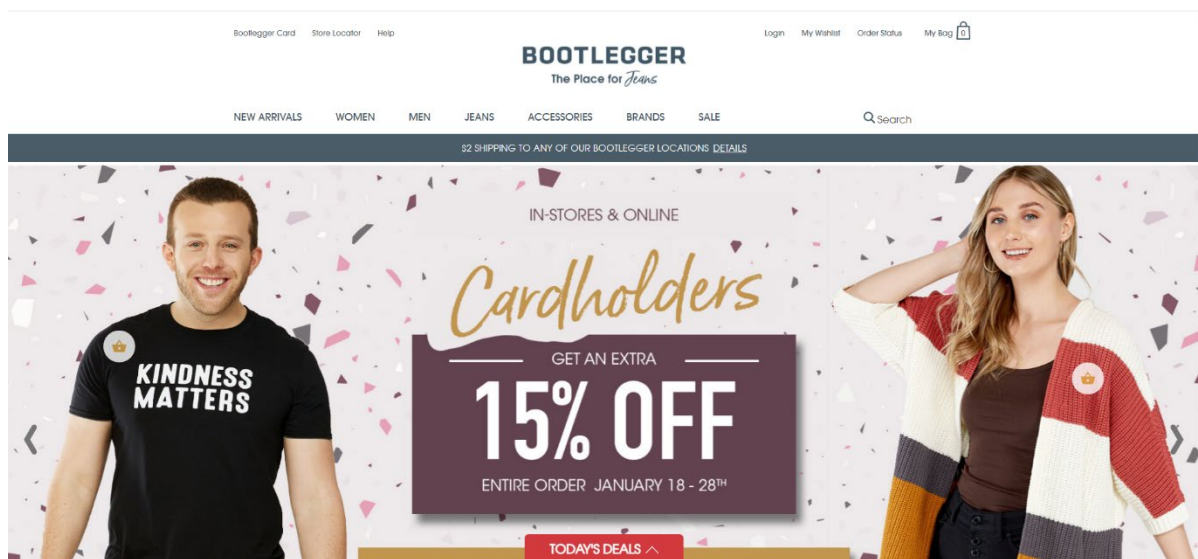 Bootlegger Card Store Locator Help
Login My Wishlist Order Status My Bag 0
BOOTLEGGER
The Place for Jeans
NEW ARRIVALS WOMEN MEN JEANS ACCESSORIES BRANDS SALE
Search
$2 SHIPPING TO ANY OF OUR BOOTLEGGER LOCATIONS DETAILS
IN-STORES & ONLINE
Cardholders
GET AN EXTRA
15% OFF
ENTIRE ORDER JANUARY 18 - 28TH
KINDNESS
MATTERS
TODAY'S DEALS